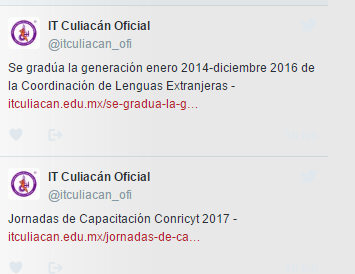 IT Culiacán Oficial
@itculiacan_ofi
Se gradúa la generación enero 2014-diciembre 2016 de
la Coordinación de Lenguas Extranjeras -
itculiacan.edu.mx/se-gradua-la-g…
IT Culiacán Oficial
@itculiacan_ofi
Jornadas de Capacitación Conricyt 2017 -
itculiacan.edu.mx/jornadas-de-ca…